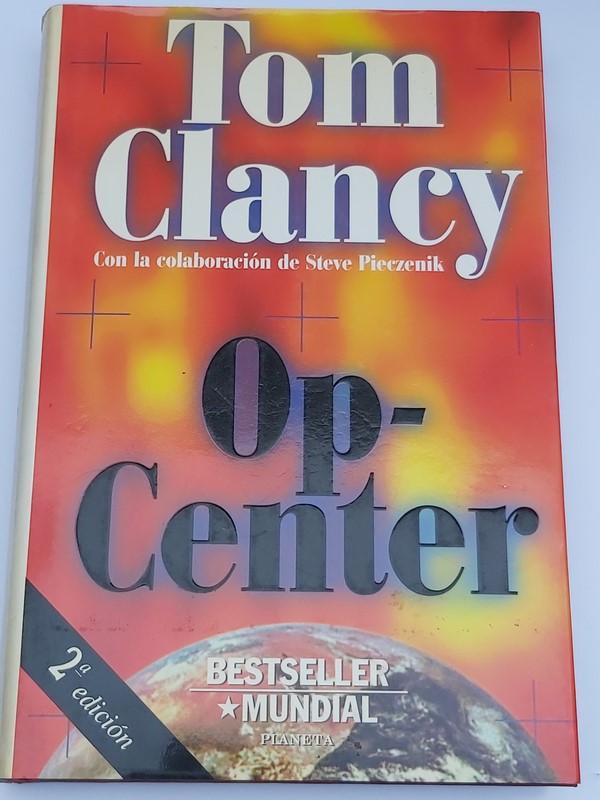 Tom
Clancy
Con la colaboración de Steve Pieczenik
Op-
Center
2ª edición
BESTSELLER
★MUNDIAL
PLANETA